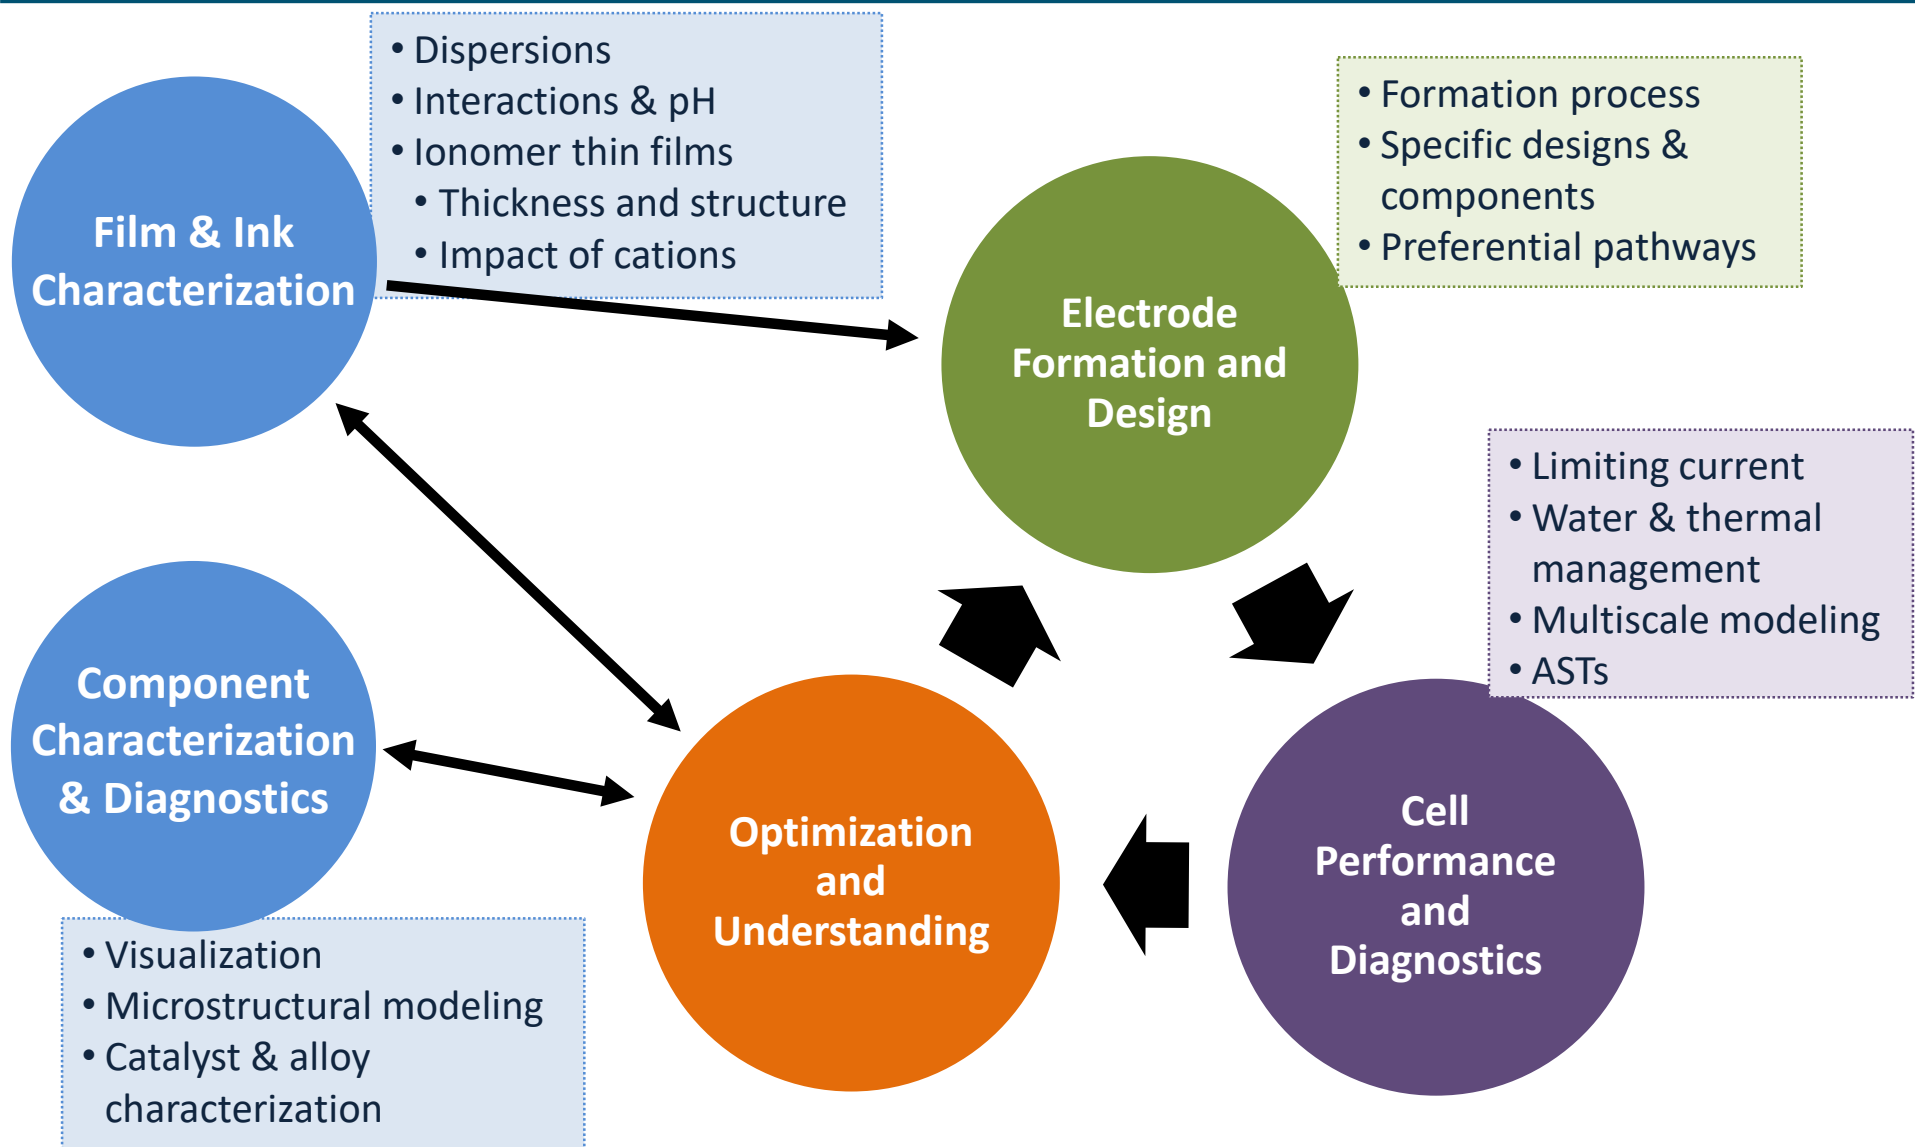 • Dispersions
• Interactions & pH
• Ionomer thin films
• Thickness and structure
• Impact of cations
Film & Ink
Characterization
• Formation process
• Specific designs &
components
• Preferential pathways
Electrode
Formation and
Design
• Limiting current
• Water & thermal
management
• Multiscale modeling
• ASTs
Component
Characterization
& Diagnostics
Optimization
and
Understanding
Cell
Performance
and
Diagnostics
• Visualization
• Microstructural modeling
• Catalyst & alloy
characterization